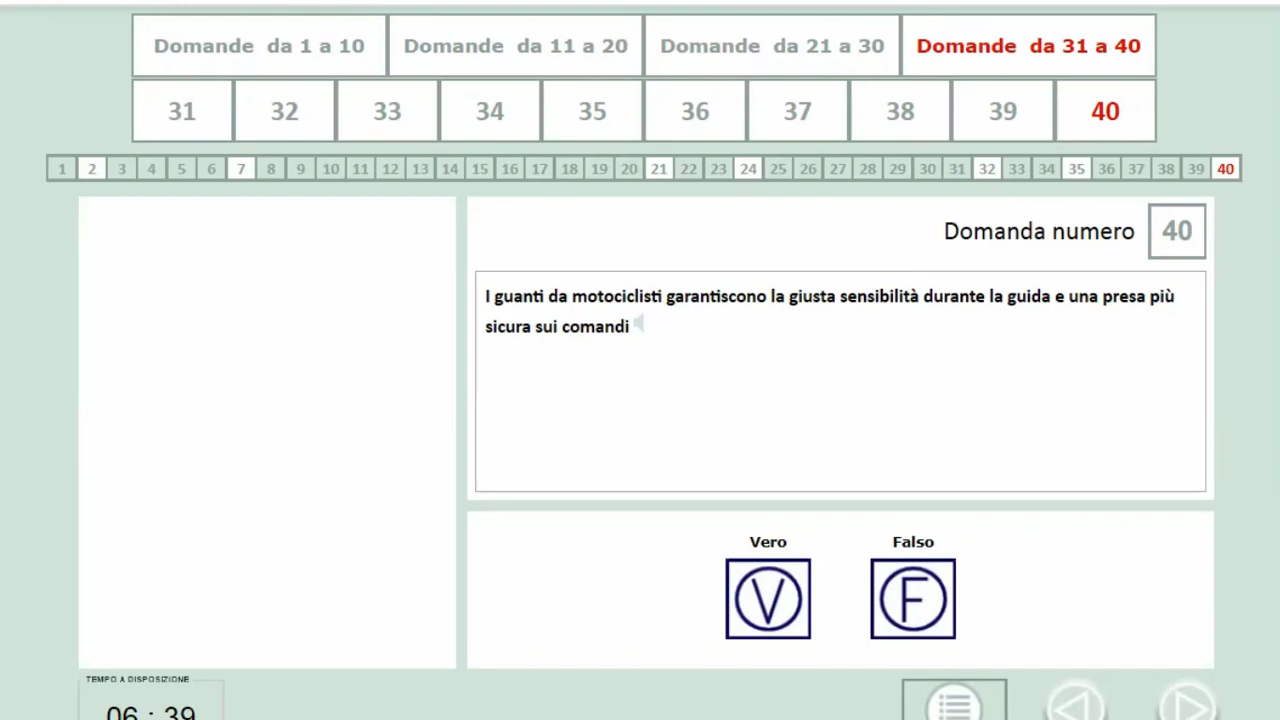 Domande da 1 a 10 Domande da 11 a 20 Domande da 21 a 30 Domande da 31 a 40
31 32 33 34 35 36 37 38 39 40
1 2 3 4 5 6 7 8 9 10 11 12 13 14 15 16 17 18 19 20 21 22 23 24 25 26 27 28 29 30 31 32 33 34 35 36 37 38 39 40
Domanda numero 40
I guanti da motociclisti garantiscono la giusta sensibilità durante la guida e una presa più
sicura sui comandi
Vero Falso
V F
TEMPO A DISPOSIZIONE
06 : 39